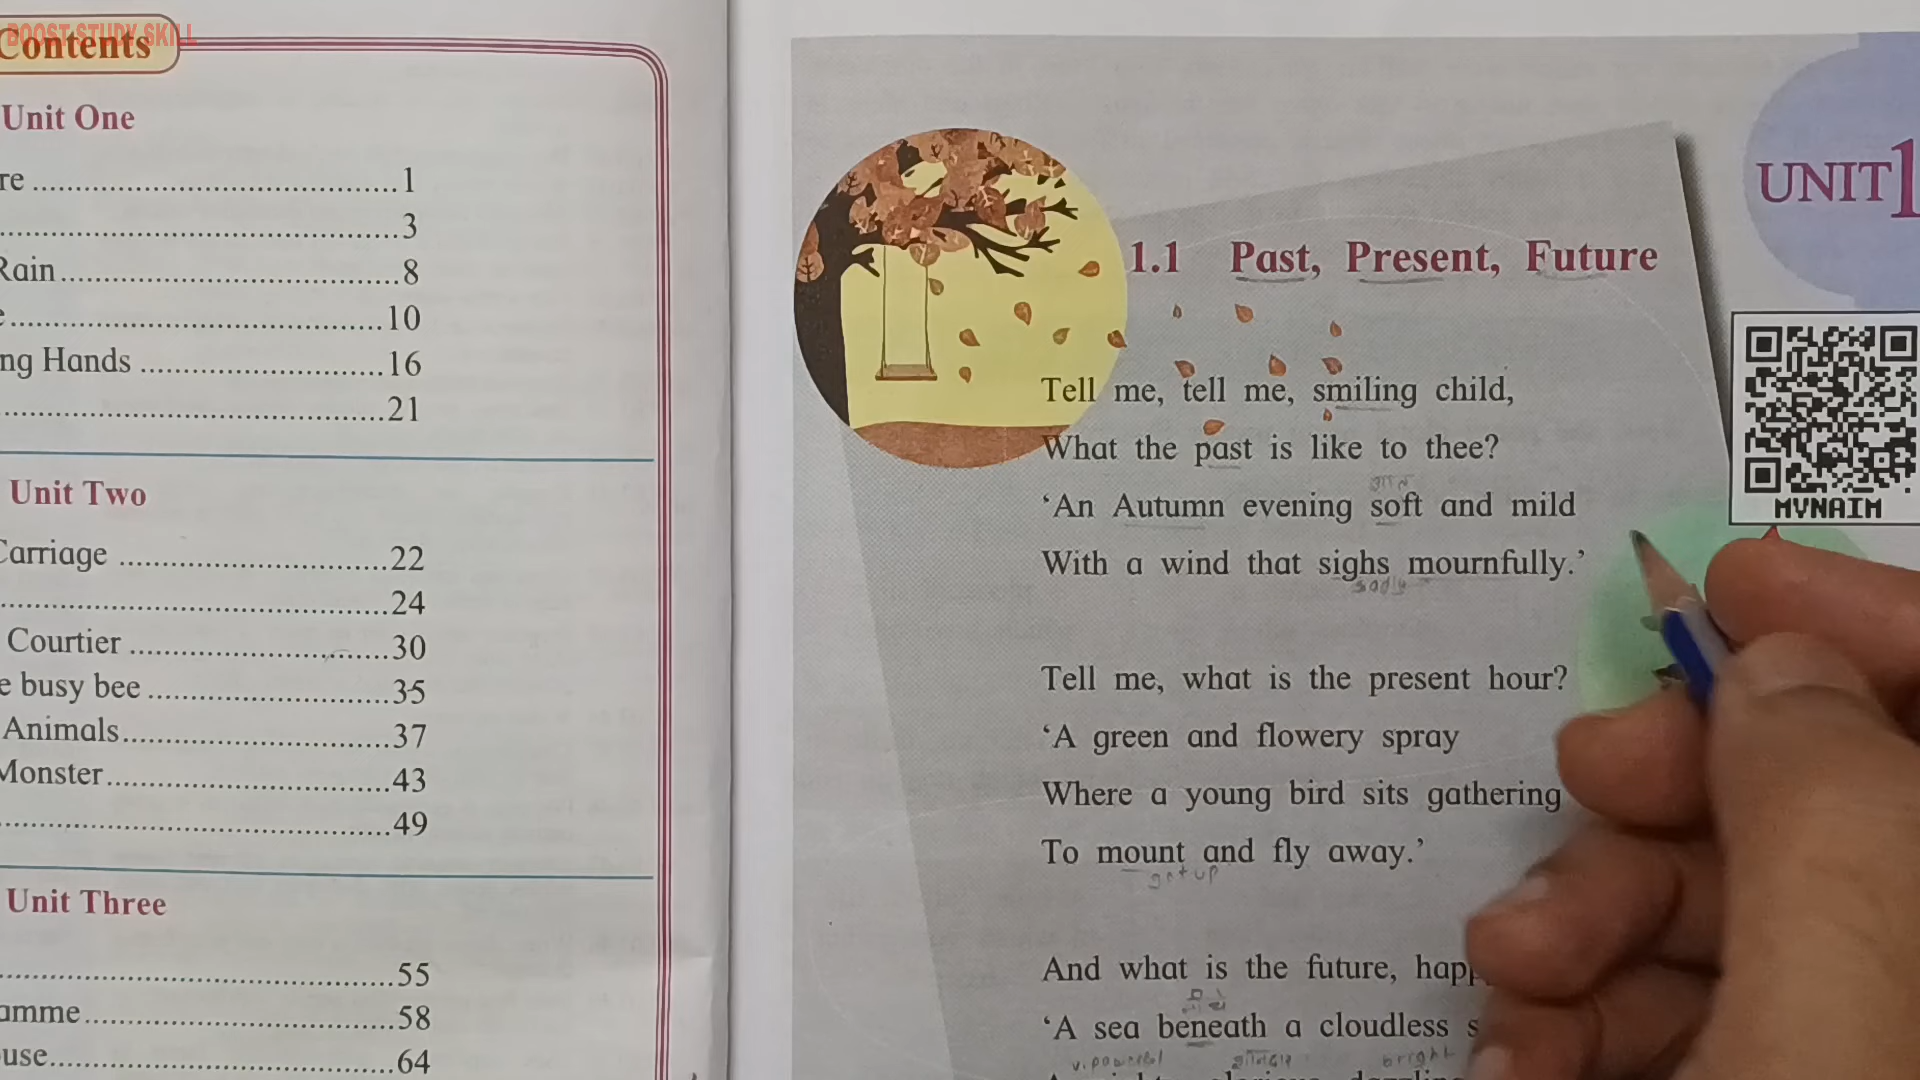 BOOST STUDY SKILL
Contents
Unit One
re ........................................1
............................................3
Rain......................................8
e...........................................10
ng Hands ...........................16
............................................21
Unit Two
Carriage .............................22
............................................24
Courtier .............................30
e busy bee ..........................35
Animals..............................37
Monster...............................43
............................................49
Unit Three
............................................55
amme..................................58
ouse.....................................64
UNIT 1
1.1 Past, Present, Future
MVNAIM
Tell me, tell me, smiling child,
What the past is like to thee?
‘An Autumn evening soft and mild
With a wind that sighs mournfully.’
sadly
Tell me, what is the present hour?
‘A green and flowery spray
Where a young bird sits gathering
To mount and fly away.’
get up
And what is the future,
‘A sea beneath a cloudless
v. powerful
bright